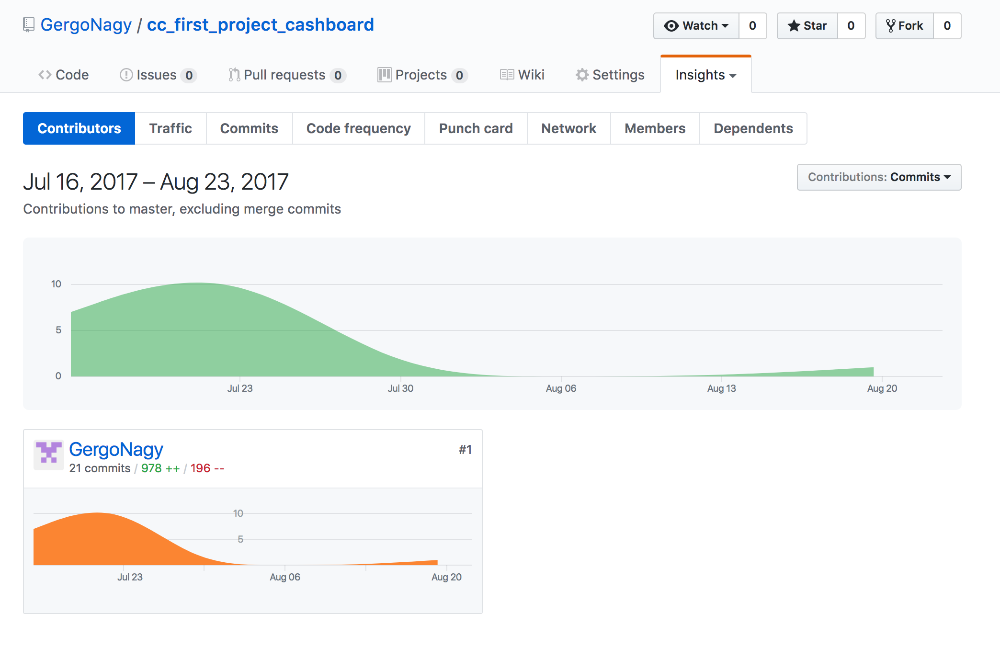 GergoNagy / cc_first_project_cashboard
Watch 0 Star 0 Fork 0
Code Issues 0 Pull requests 0 Projects 0 Wiki Settings Insights
Contributors Traffic Commits Code frequency Punch card Network Members Dependents
Jul 16, 2017 – Aug 23, 2017
Contributions: Commits
Contributions to master, excluding merge commits
10
5
0
Jul 23 Jul 30 Aug 06 Aug 13 Aug 20
GergoNagy #1
21 commits / 978 ++ / 196 --
10
5
Jul 23 Aug 06 Aug 20